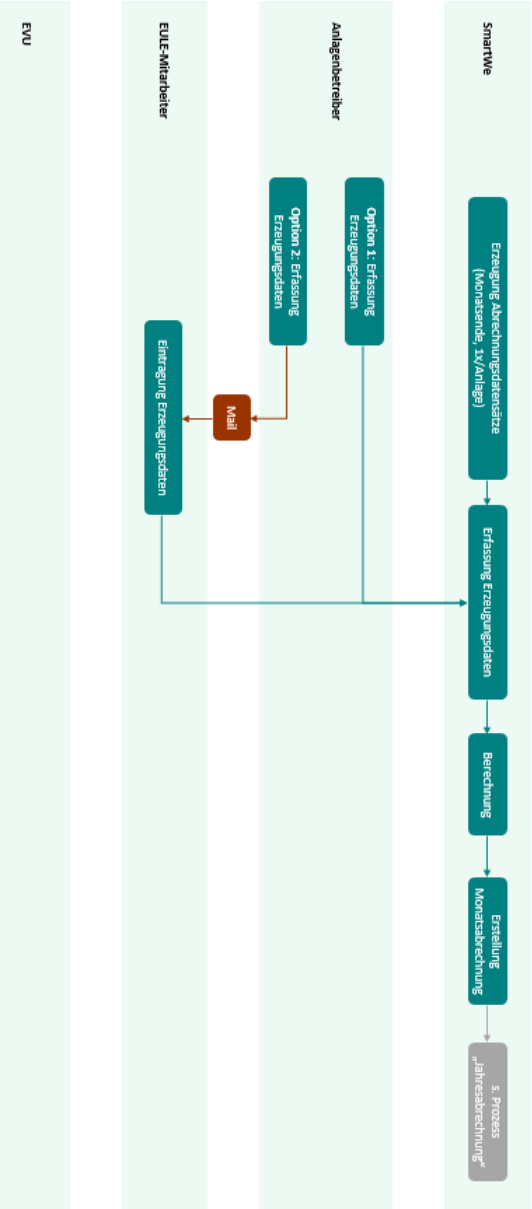 SmartWe
Erzeugung Abrechnungsdatensätze
(Monatsende, 1x/Anlage)
Erfassung Erzeugungsdaten
Berechnung
Erstellung
Monatsabrechnung
s. Prozess
„Jahresabrechnung“
Anlagenbetreiber
Option 1: Erfassung
Erzeugungsdaten
Option 2: Erfassung
Erzeugungsdaten
Mail
EULE-Mitarbeiter
Eintragung Erzeugungsdaten
EVU